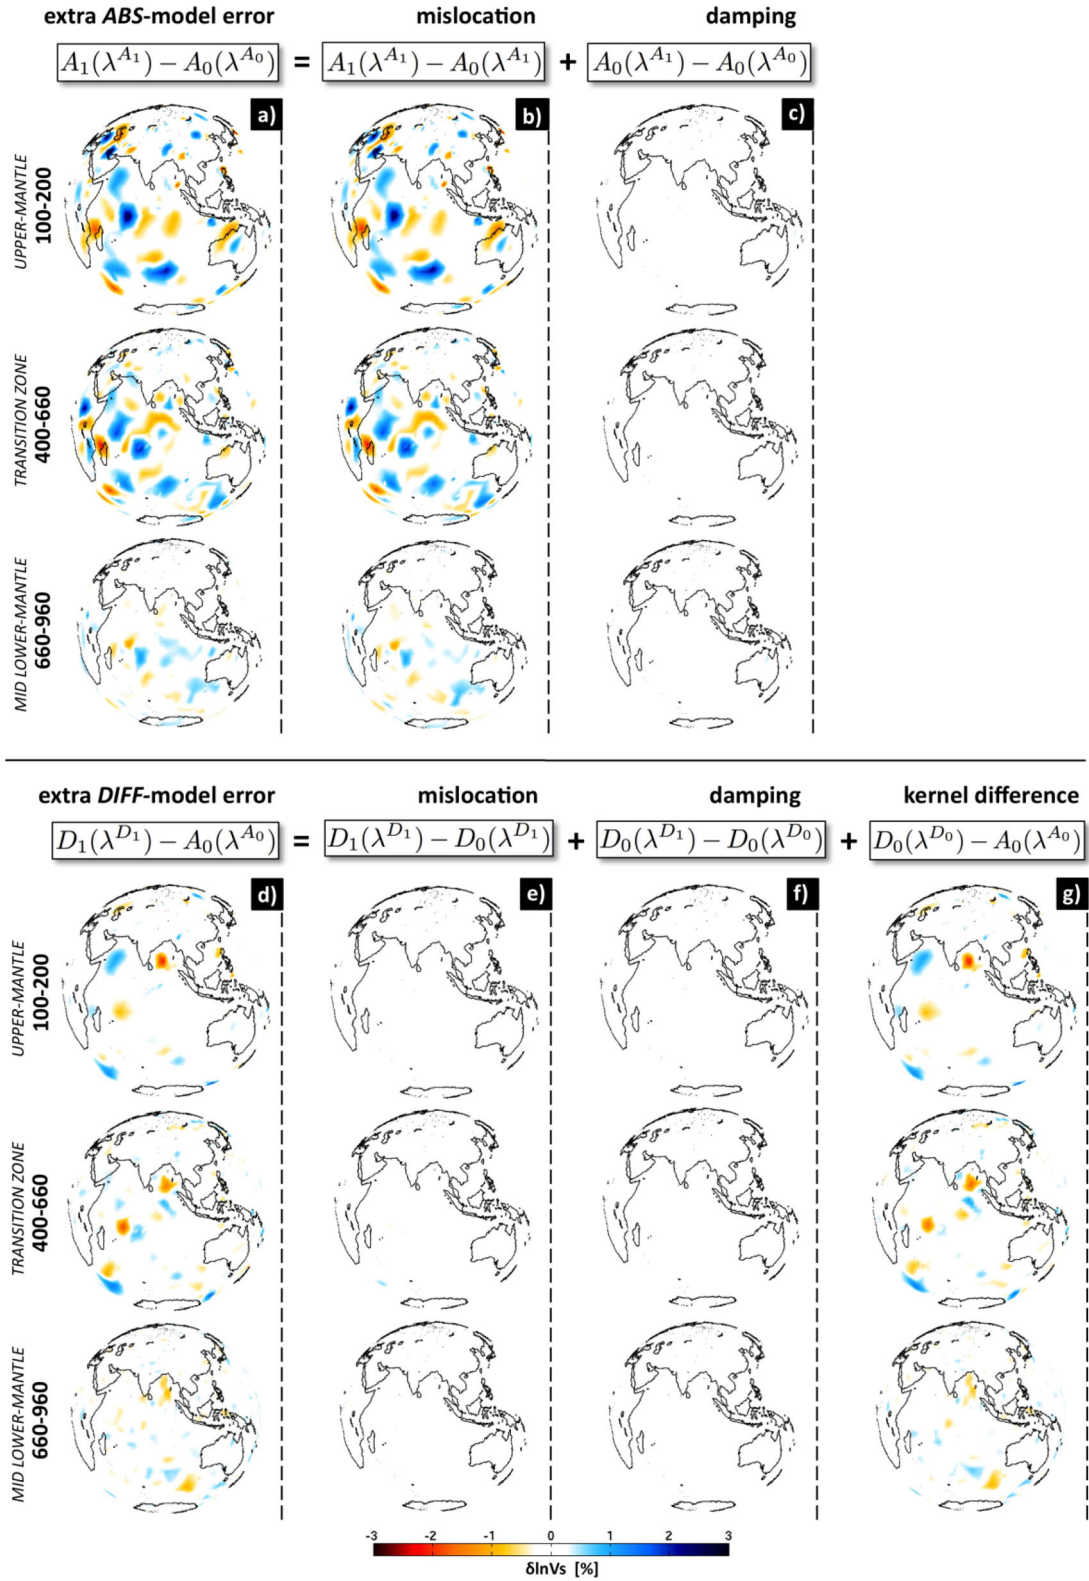 extra ABS-model error mislocation damping
A₁(λ^A₁) − A₀(λ^A₀) = A₁(λ^A₁) − A₀(λ^A₁) + A₀(λ^A₁) − A₀(λ^A₀)
a) b) c)
UPPER-MANTLE
100-200
TRANSITION ZONE
400-660
MID LOWER-MANTLE
660-960
extra DIFF-model error mislocation damping kernel difference
D₁(λ^D₁) − A₀(λ^A₀) = D₁(λ^D₁) − D₀(λ^D₁) + D₀(λ^D₁) − D₀(λ^D₀) + D₀(λ^D₀) − A₀(λ^A₀)
d) e) f) g)
UPPER-MANTLE
100-200
TRANSITION ZONE
400-660
MID LOWER-MANTLE
660-960
-3 -2 -1 0 1 2 3
δlnVs [%]